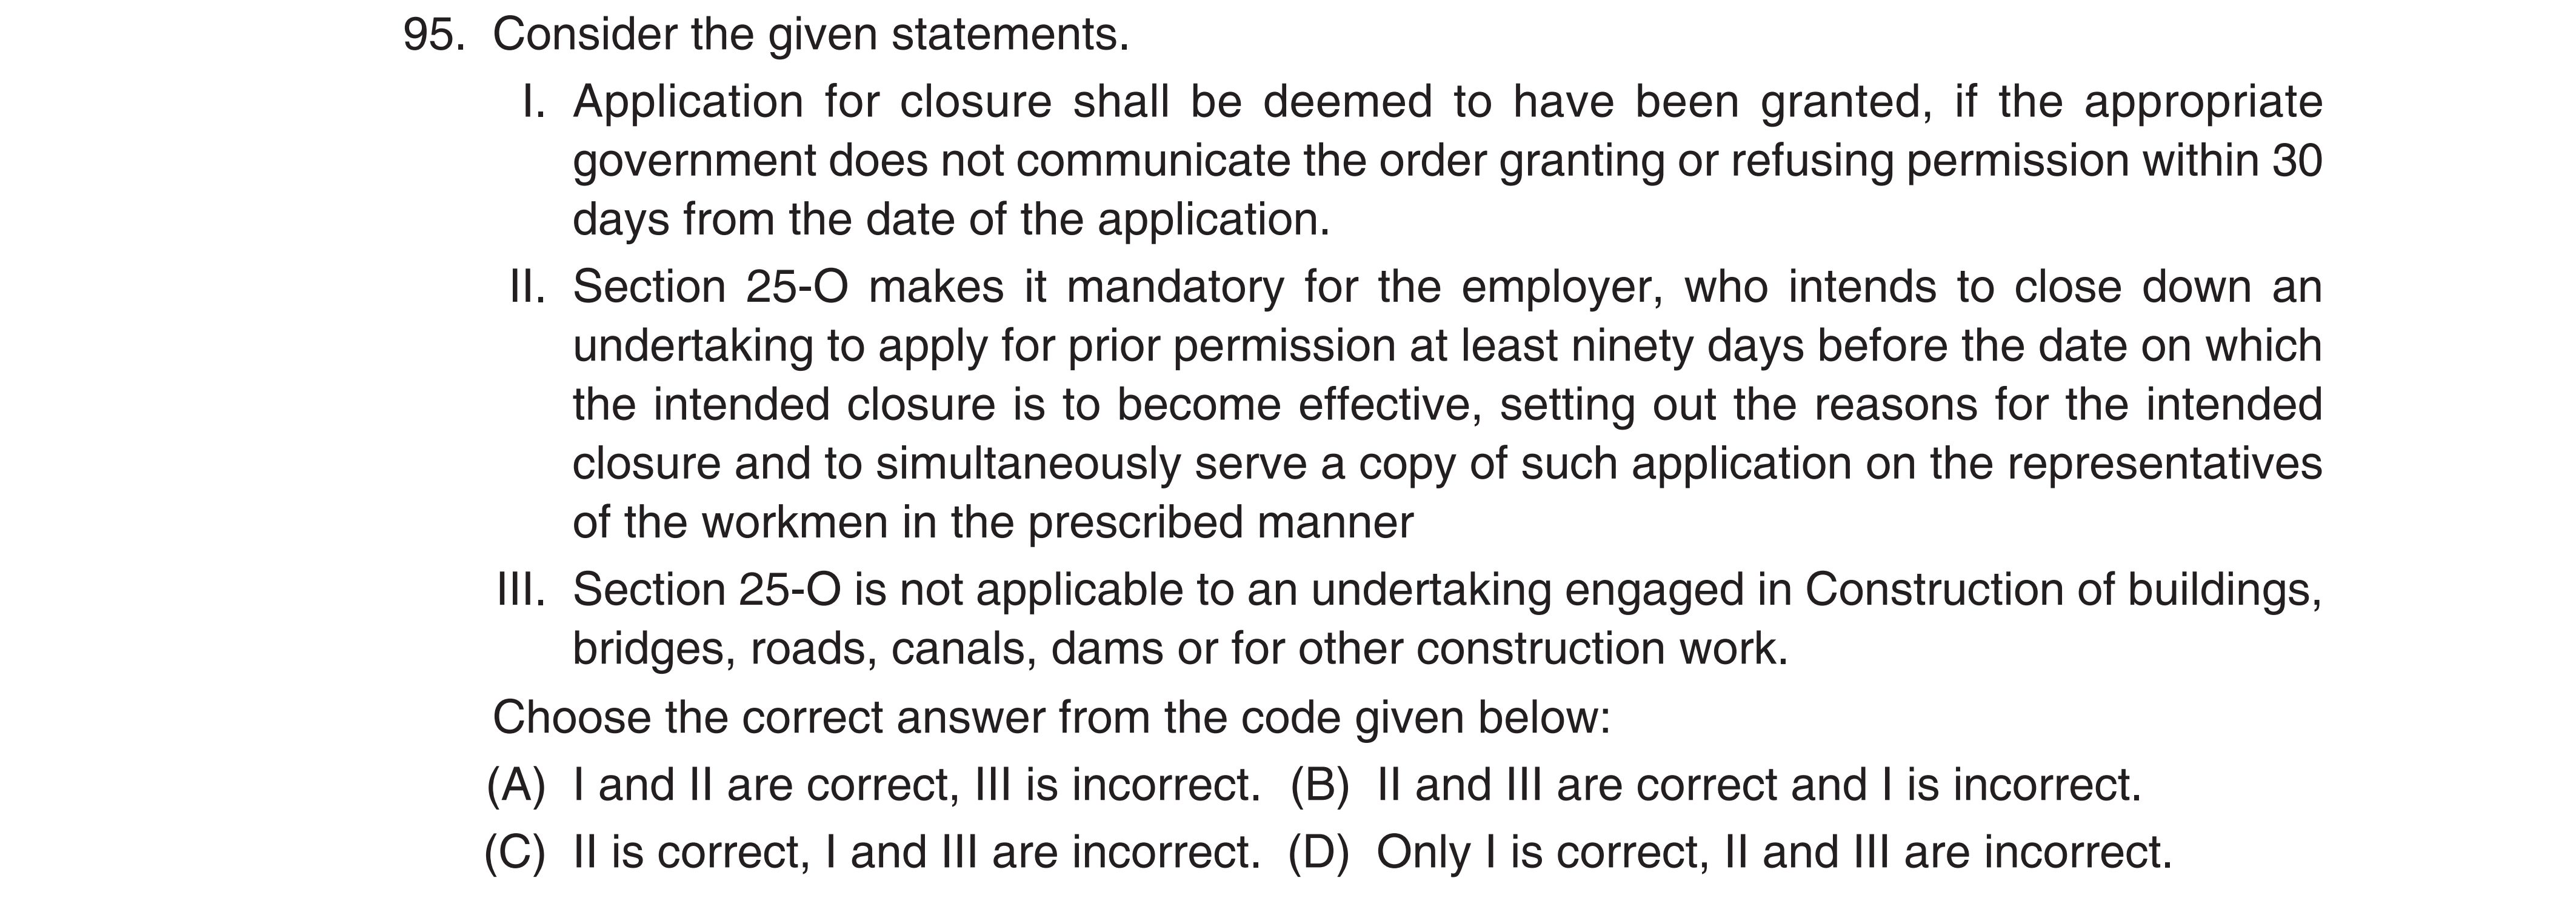 95. Consider the given statements.
I. Application for closure shall be deemed to have been granted, if the appropriate
government does not communicate the order granting or refusing permission within 30
days from the date of the application.
II. Section 25-O makes it mandatory for the employer, who intends to close down an
undertaking to apply for prior permission at least ninety days before the date on which
the intended closure is to become effective, setting out the reasons for the intended
closure and to simultaneously serve a copy of such application on the representatives
of the workmen in the prescribed manner
III. Section 25-O is not applicable to an undertaking engaged in Construction of buildings,
bridges, roads, canals, dams or for other construction work.
Choose the correct answer from the code given below:
(A) I and II are correct, III is incorrect. (B) II and III are correct and I is incorrect.
(C) II is correct, I and III are incorrect. (D) Only I is correct, II and III are incorrect.